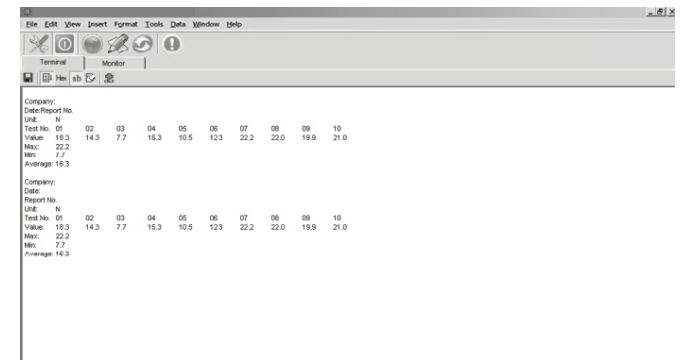 File Edit View Insert Format Tools Data Window Help
Terminal Monitor
Hex ab
Company:
Date:Report No.
Unit: N
Test No. 01 02 03 04 05 06 07 08 09 10
Value: 18.3 14.3 7.7 15.3 10.5 123 22.2 22.0 19.9 21.0
Max: 22.2
Min: 7.7
Average: 16.3
Company:
Date:
Report No.
Unit: N
Test No. 01 02 03 04 05 06 07 08 09 10
Value: 18.3 14.3 7.7 15.3 10.5 123 22.2 22.0 19.9 21.0
Max: 22.2
Min: 7.7
Average: 16.3